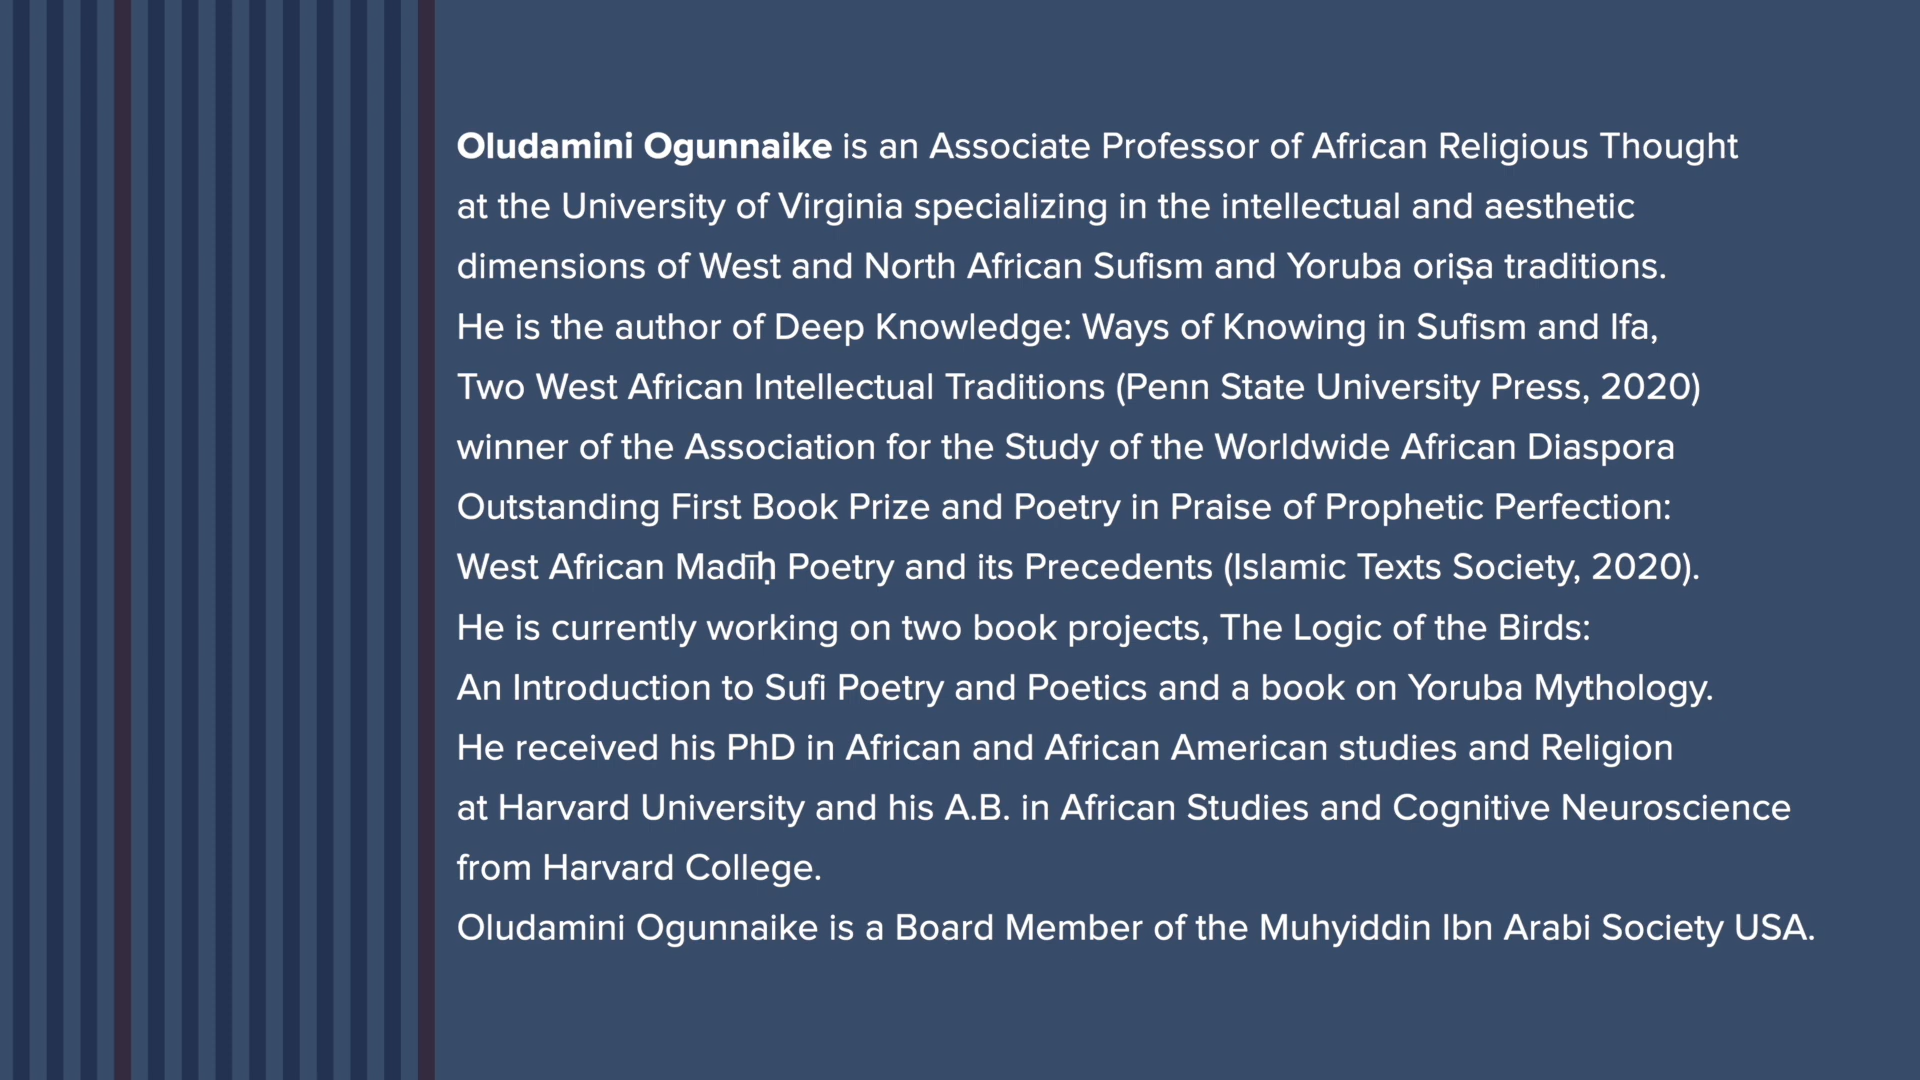 Oludamini Ogunnaike is an Associate Professor of African Religious Thought
at the University of Virginia specializing in the intellectual and aesthetic
dimensions of West and North African Sufism and Yoruba oriṣa traditions.
He is the author of Deep Knowledge: Ways of Knowing in Sufism and Ifa,
Two West African Intellectual Traditions (Penn State University Press, 2020)
winner of the Association for the Study of the Worldwide African Diaspora
Outstanding First Book Prize and Poetry in Praise of Prophetic Perfection:
West African Madīḥ Poetry and its Precedents (Islamic Texts Society, 2020).
He is currently working on two book projects, The Logic of the Birds:
An Introduction to Sufi Poetry and Poetics and a book on Yoruba Mythology.
He received his PhD in African and African American studies and Religion
at Harvard University and his A.B. in African Studies and Cognitive Neuroscience
from Harvard College.
Oludamini Ogunnaike is a Board Member of the Muhyiddin Ibn Arabi Society USA.